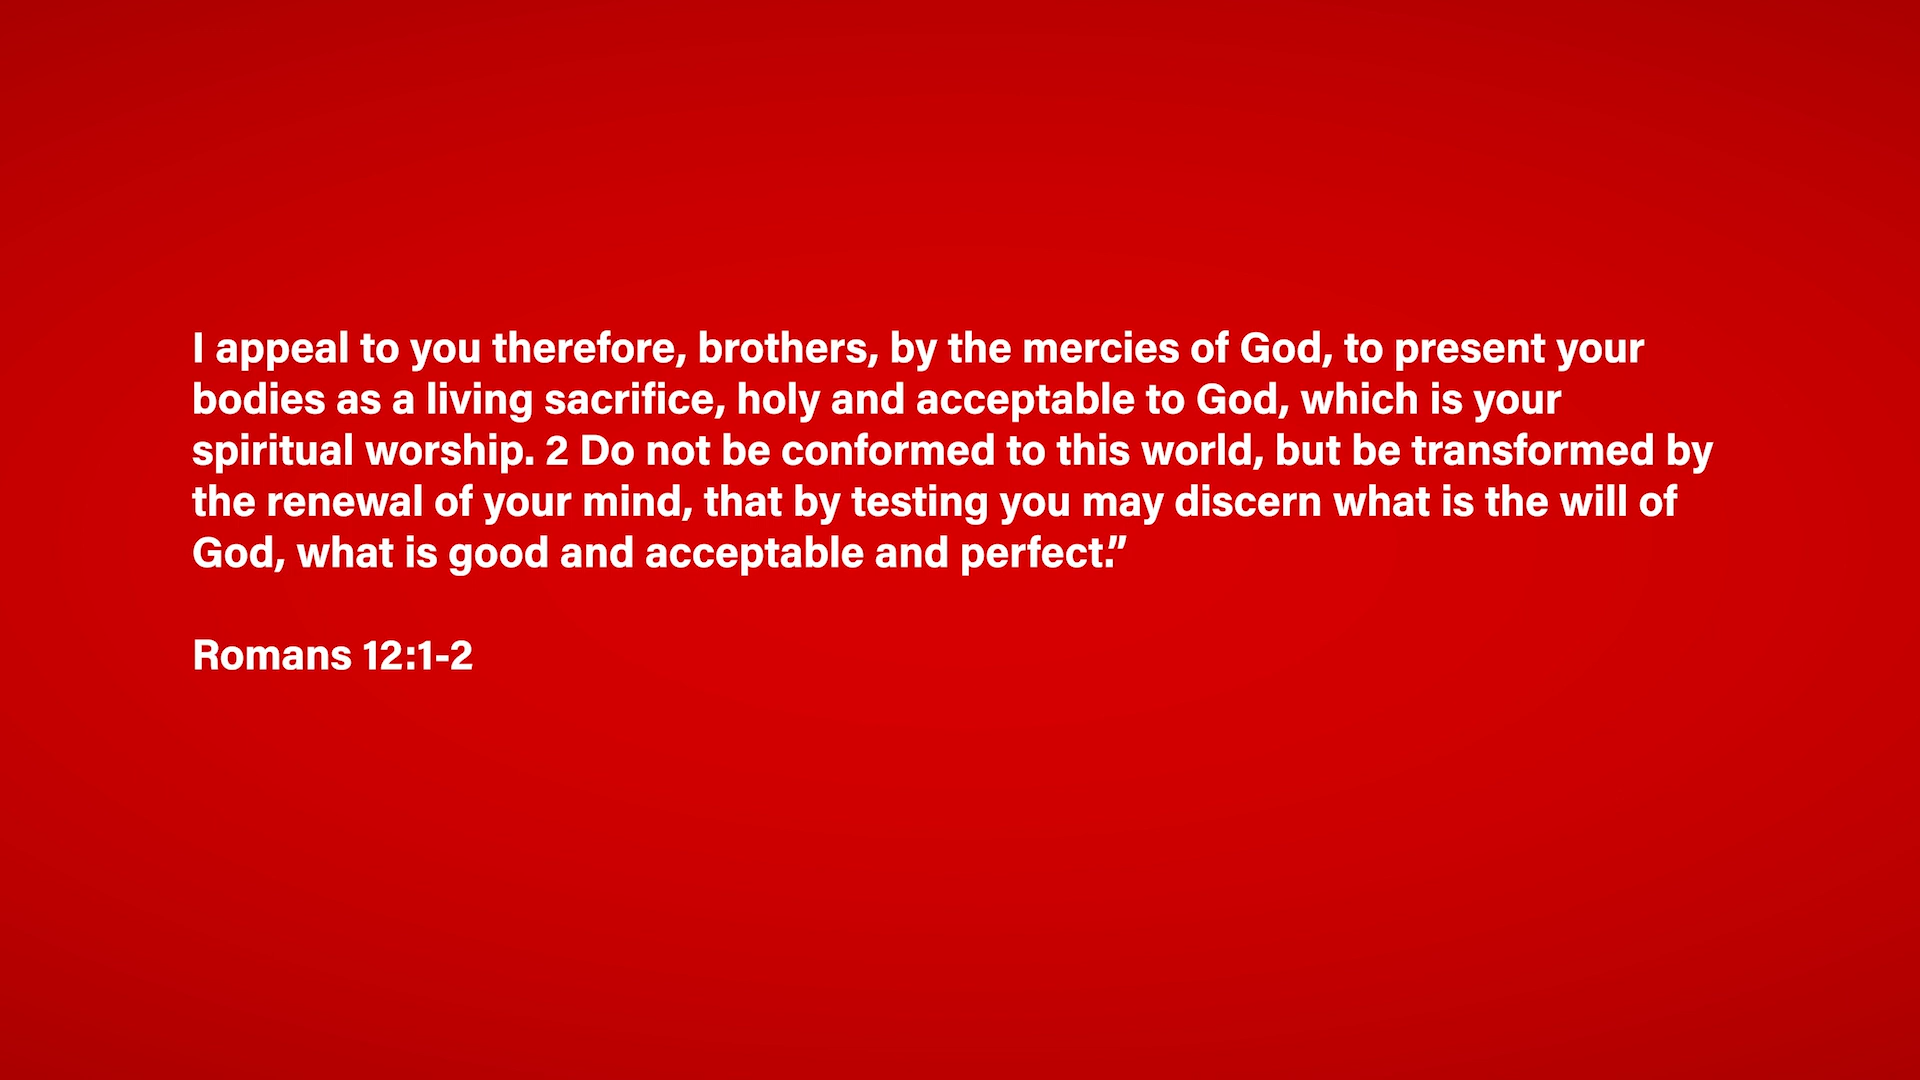 I appeal to you therefore, brothers, by the mercies of God, to present your
bodies as a living sacrifice, holy and acceptable to God, which is your
spiritual worship. 2 Do not be conformed to this world, but be transformed by
the renewal of your mind, that by testing you may discern what is the will of
God, what is good and acceptable and perfect.”
Romans 12:1-2